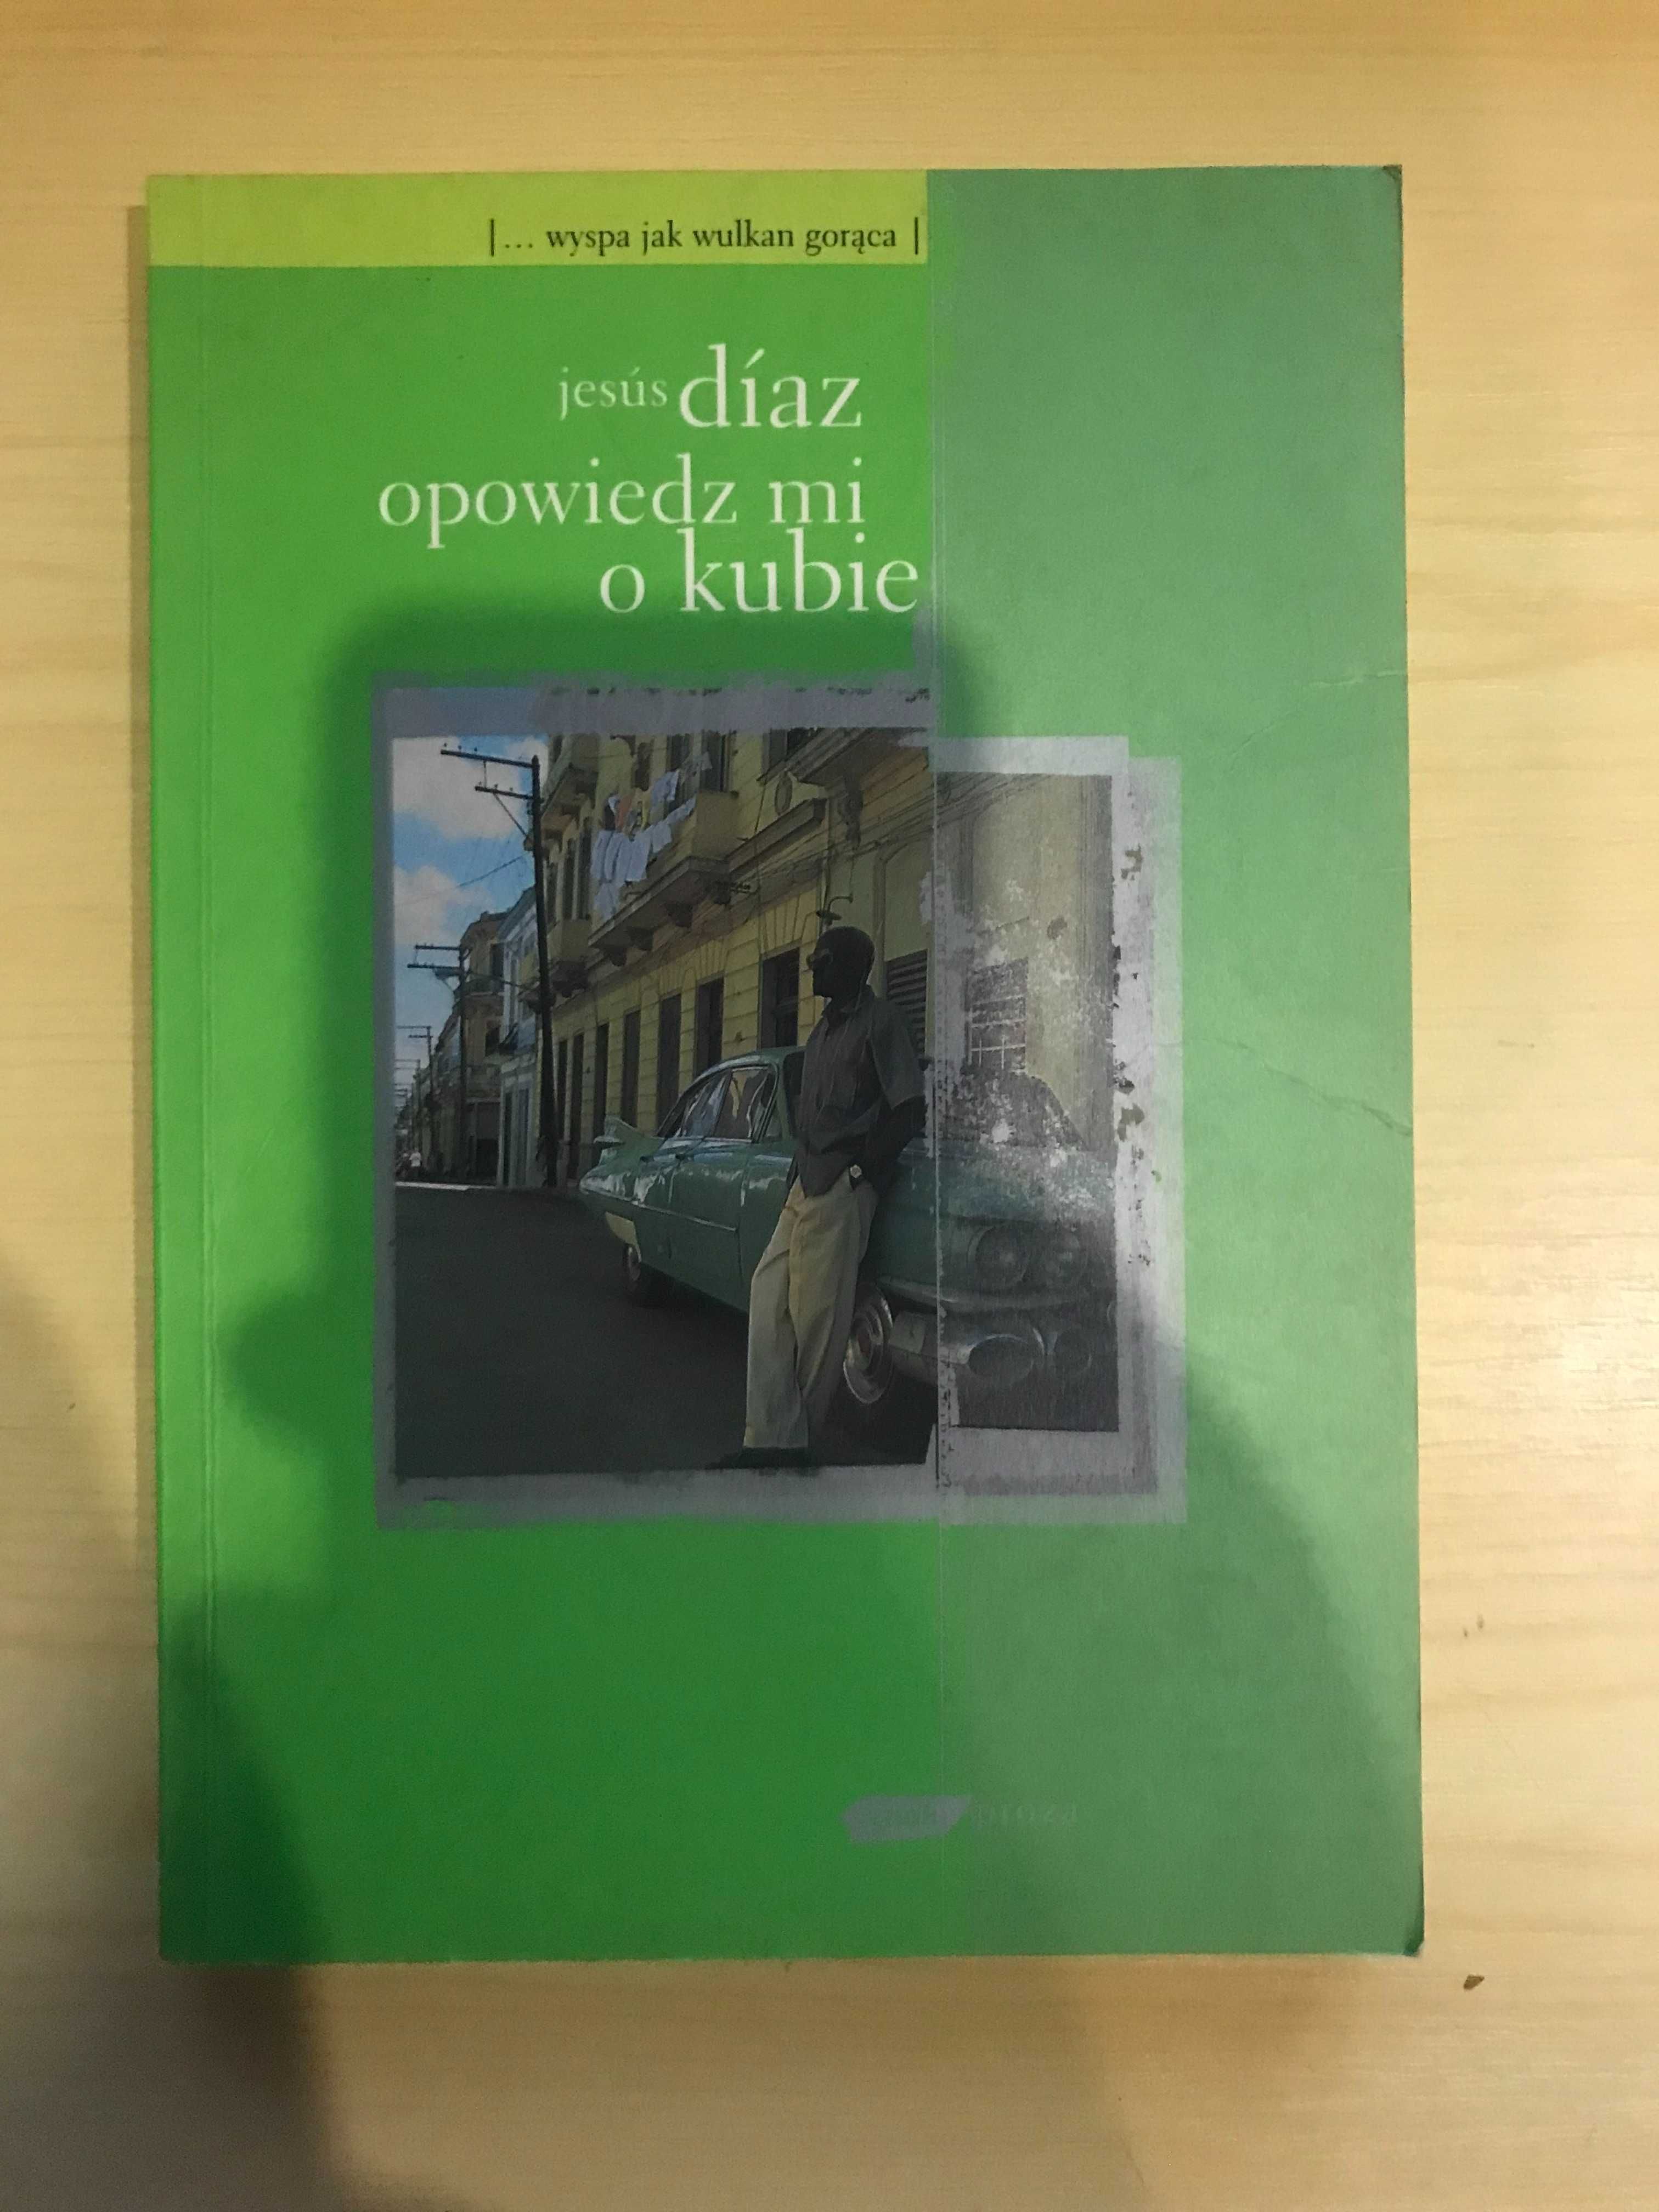 |... wyspa jak wulkan gorąca |
jesús díaz
opowiedz mi
o kubie